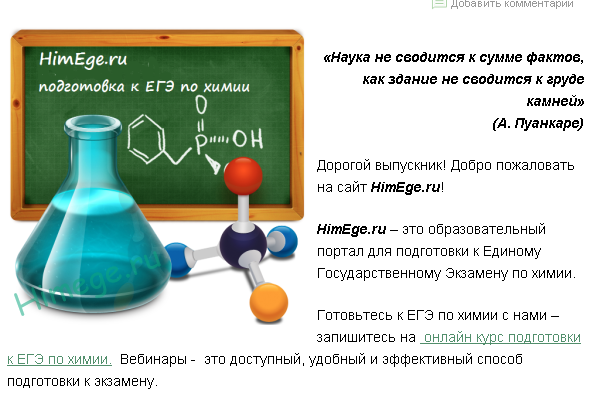 Добавить комментарии
HimEge.ru
подготовка к ЕГЭ по химии
O
P
OH
HimEge.ru
«Наука не сводится к сумме фактов,
как здание не сводится к груде
камней»
(А. Пуанкаре)
Дорогой выпускник! Добро пожаловать
на сайт HimEge.ru!
HimEge.ru – это образовательный
портал для подготовки к Единому
Государственному Экзамену по химии.
Готовьтесь к ЕГЭ по химии с нами –
запишитесь на онлайн курс подготовки
к ЕГЭ по химии. Вебинары - это доступный, удобный и эффективный способ
подготовки к экзамену.